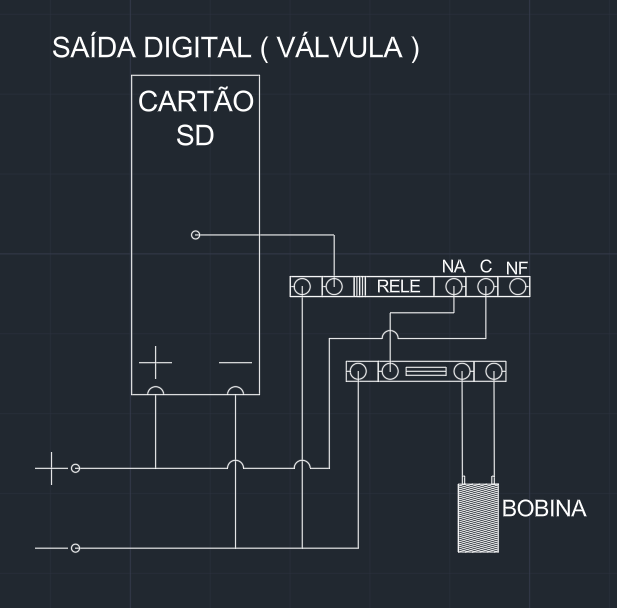 SAÍDA DIGITAL ( VÁLVULA )
CARTÃO
SD
NA C NF
RELE
+ −
+
−
BOBINA